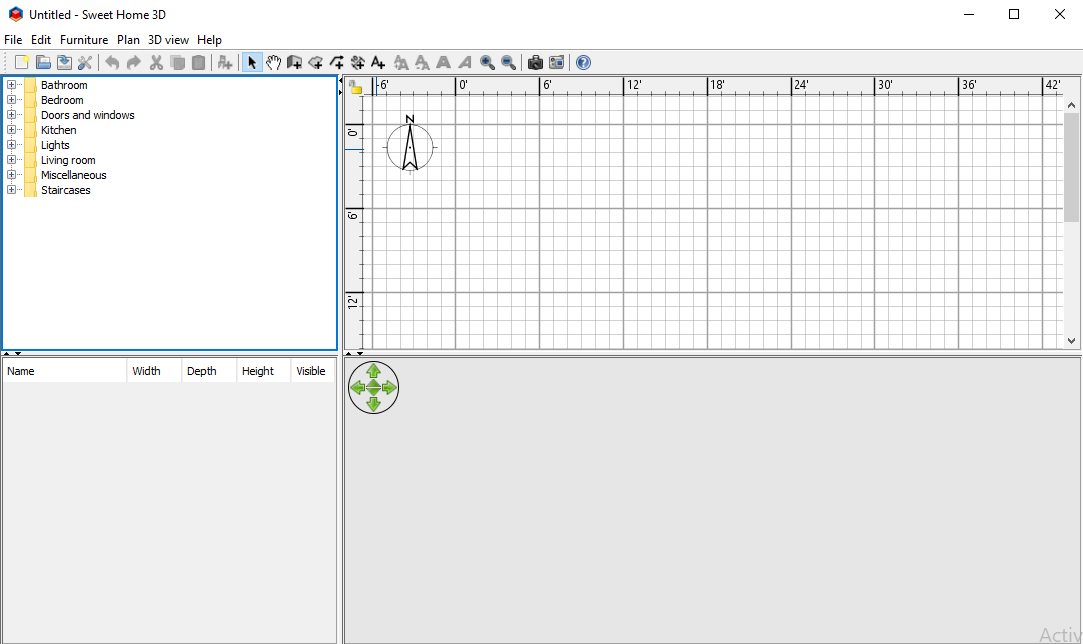 Untitled - Sweet Home 3D
File Edit Furniture Plan 3D view Help
Bathroom
Bedroom
Doors and windows
Kitchen
Lights
Living room
Miscellaneous
Staircases
-6' 0' 6' 12' 18' 24' 30' 36' 42'
N
0'
6'
12'
Name Width Depth Height Visible
Activ